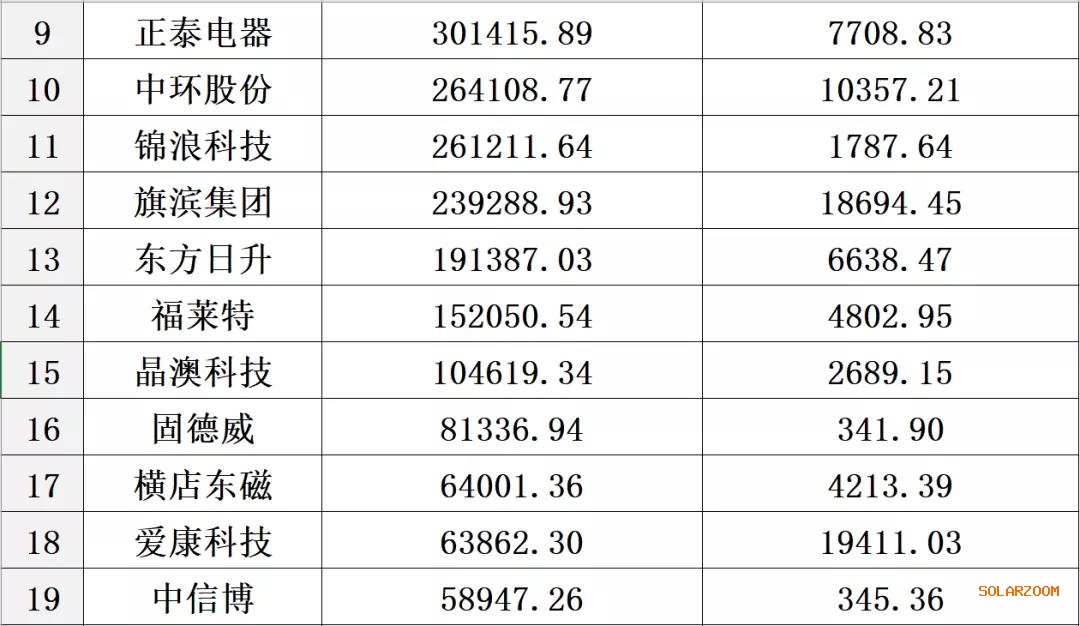 9 正泰电器 301415.89 7708.83
10 中环股份 264108.77 10357.21
11 锦浪科技 261211.64 1787.64
12 旗滨集团 239288.93 18694.45
13 东方日升 191387.03 6638.47
14 福莱特 152050.54 4802.95
15 晶澳科技 104619.34 2689.15
16 固德威 81336.94 341.90
17 横店东磁 64001.36 4213.39
18 爱康科技 63862.30 19411.03
19 中信博 58947.26 345.36
SOLARZOOM